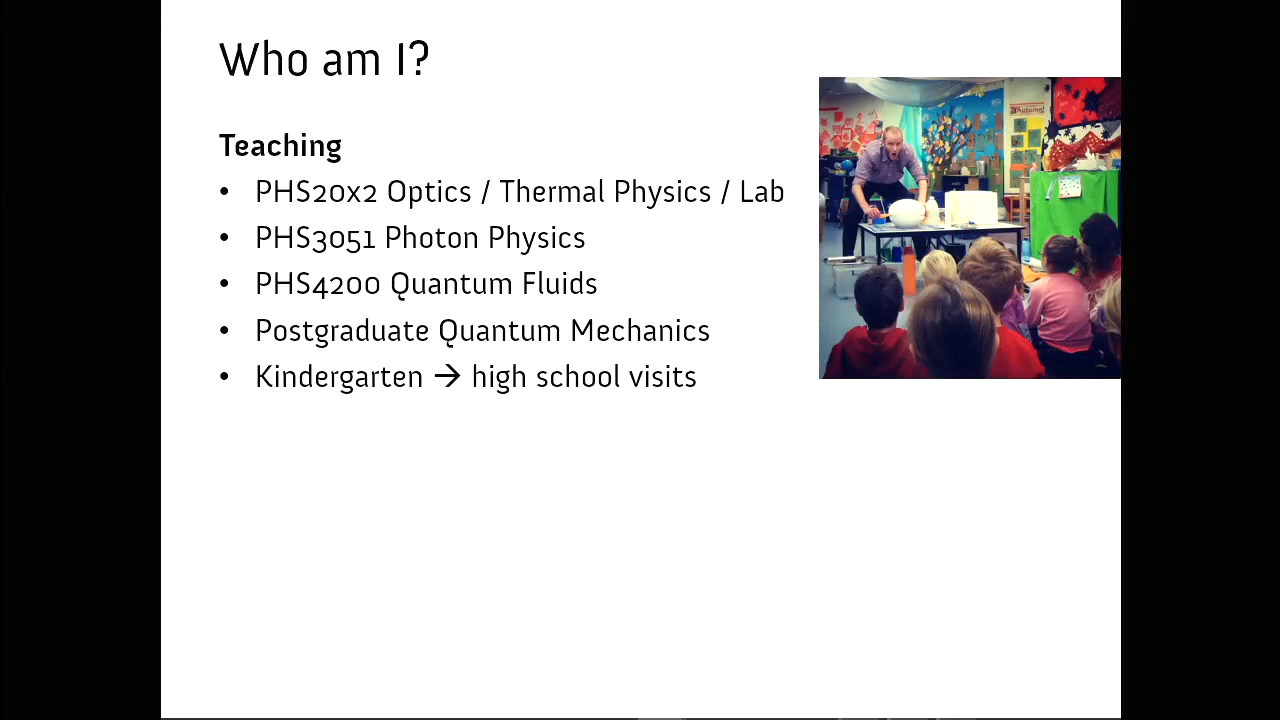 Who am I?
Teaching
• PHS20x2 Optics / Thermal Physics / Lab
• PHS3051 Photon Physics
• PHS4200 Quantum Fluids
• Postgraduate Quantum Mechanics
• Kindergarten → high school visits
Autumn